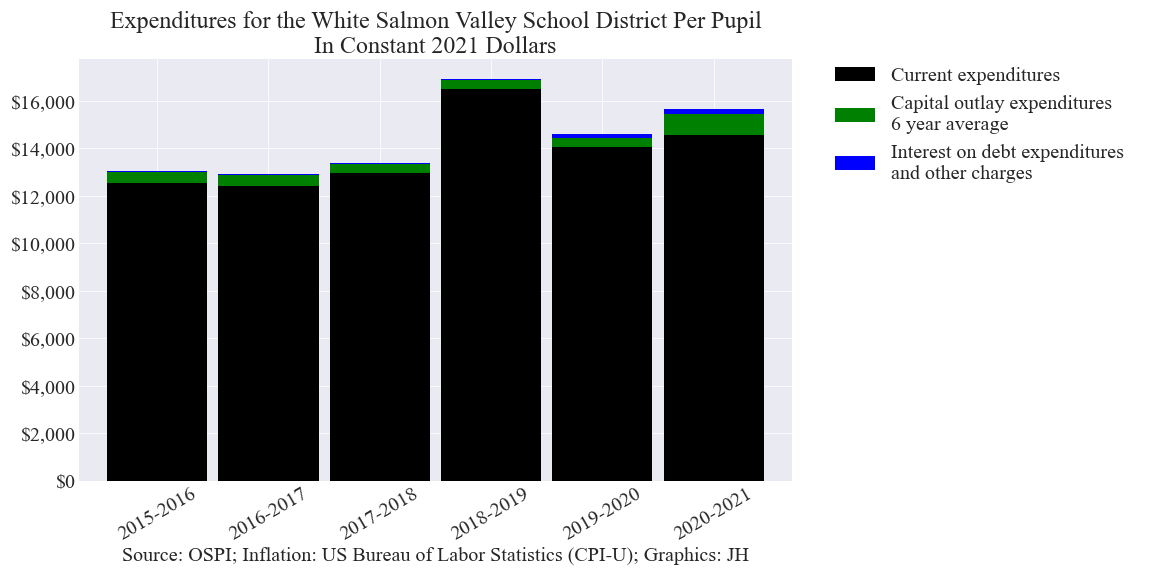 Expenditures for the White Salmon Valley School District Per Pupil
In Constant 2021 Dollars
$16,000
$14,000
$12,000
$10,000
$8,000
$6,000
$4,000
$2,000
$0
2015-2016
2016-2017
2017-2018
2018-2019
2019-2020
2020-2021
Source: OSPI; Inflation: US Bureau of Labor Statistics (CPI-U); Graphics: JH
Current expenditures
Capital outlay expenditures
6 year average
Interest on debt expenditures
and other charges